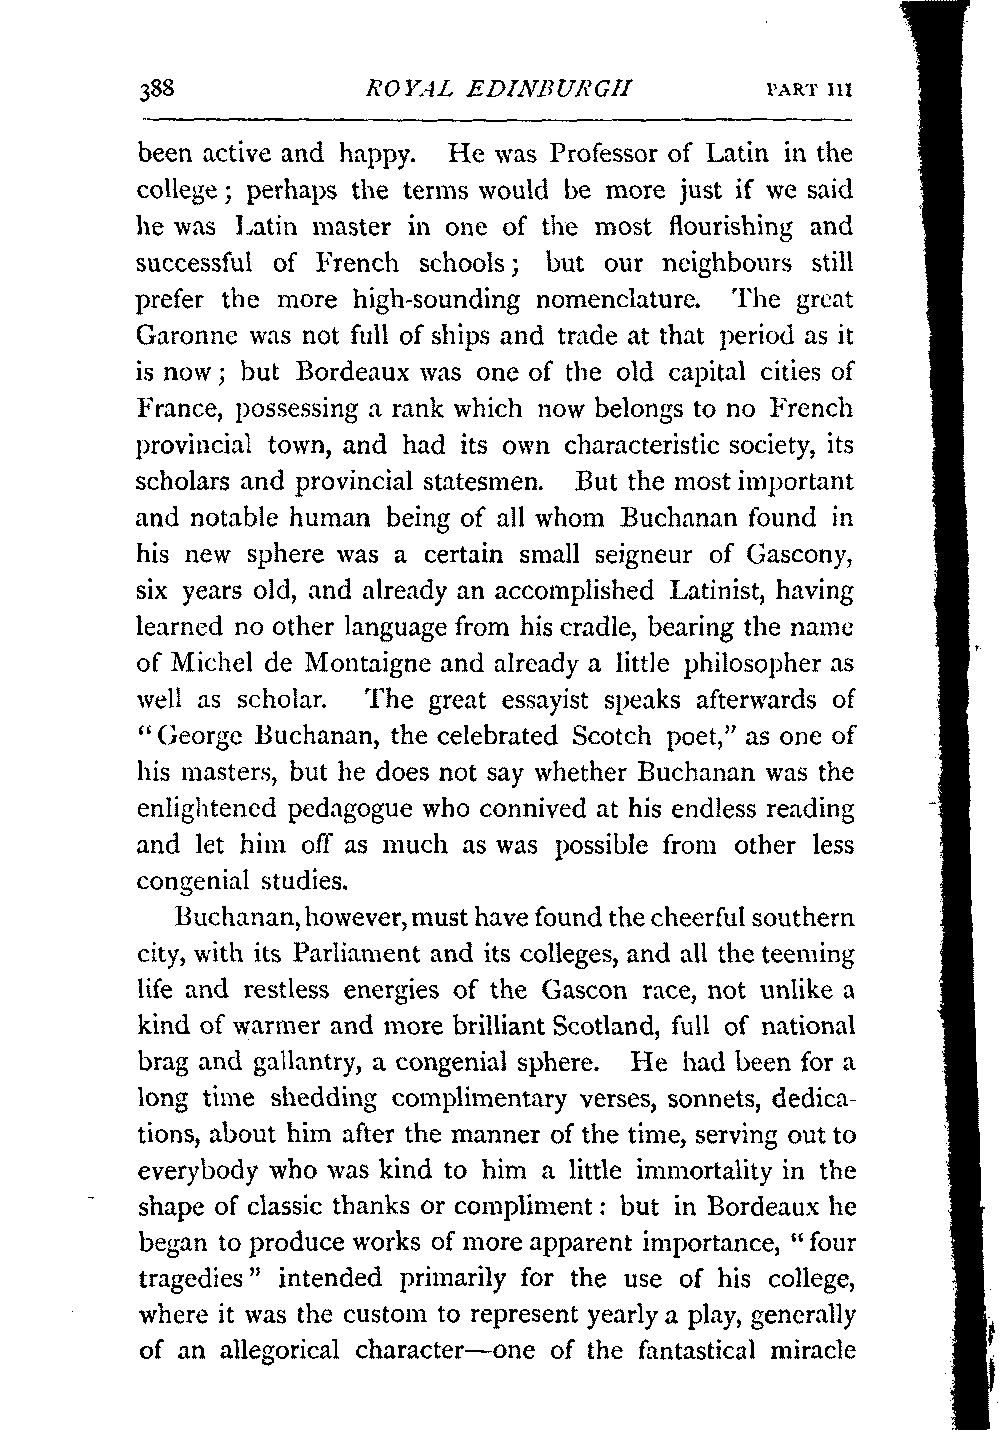 388 ROYAL EDINBURGH PART III
been active and happy. He was Professor of Latin in the
college; perhaps the terms would be more just if we said
he was Latin master in one of the most flourishing and
successful of French schools; but our neighbours still
prefer the more high-sounding nomenclature. The great
Garonne was not full of ships and trade at that period as it
is now; but Bordeaux was one of the old capital cities of
France, possessing a rank which now belongs to no French
provincial town, and had its own characteristic society, its
scholars and provincial statesmen. But the most important
and notable human being of all whom Buchanan found in
his new sphere was a certain small seigneur of Gascony,
six years old, and already an accomplished Latinist, having
learned no other language from his cradle, bearing the name
of Michel de Montaigne and already a little philosopher as
well as scholar. The great essayist speaks afterwards of
"George Buchanan, the celebrated Scotch poet," as one of
his masters, but he does not say whether Buchanan was the
enlightened pedagogue who connived at his endless reading
and let him off as much as was possible from other less
congenial studies.
Buchanan, however, must have found the cheerful southern
city, with its Parliament and its colleges, and all the teeming
life and restless energies of the Gascon race, not unlike a
kind of warmer and more brilliant Scotland, full of national
brag and gallantry, a congenial sphere. He had been for a
long time shedding complimentary verses, sonnets, dedica-
tions, about him after the manner of the time, serving out to
everybody who was kind to him a little immortality in the
shape of classic thanks or compliment: but in Bordeaux he
began to produce works of more apparent importance, "four
tragedies" intended primarily for the use of his college,
where it was the custom to represent yearly a play, generally
of an allegorical character—one of the fantastical miracle